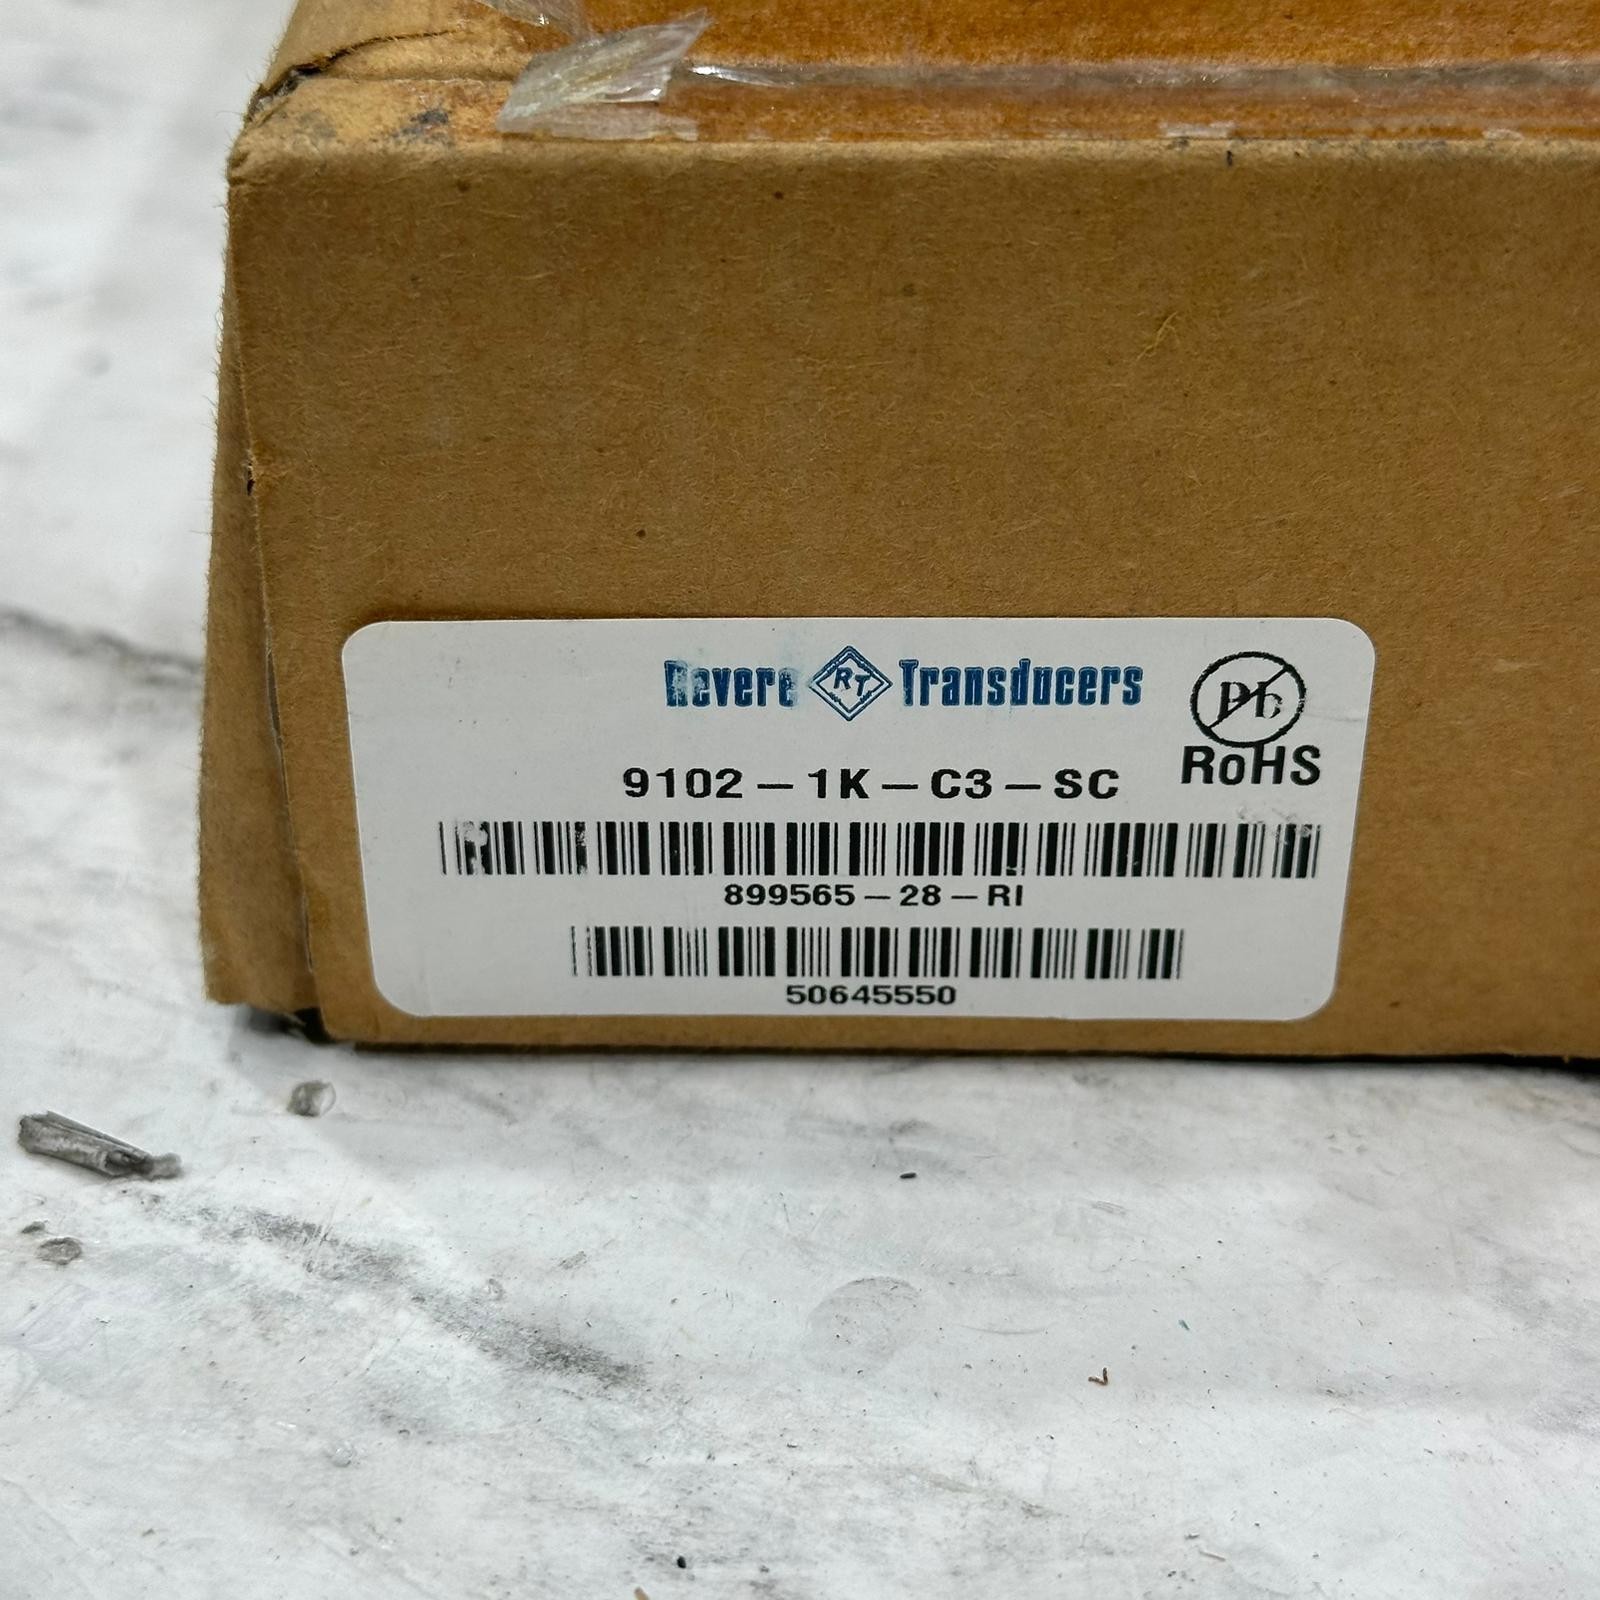 Revere RT Transducers
Pb
RoHS
9102-1K-C3-SC
899565-28-RI
50645550